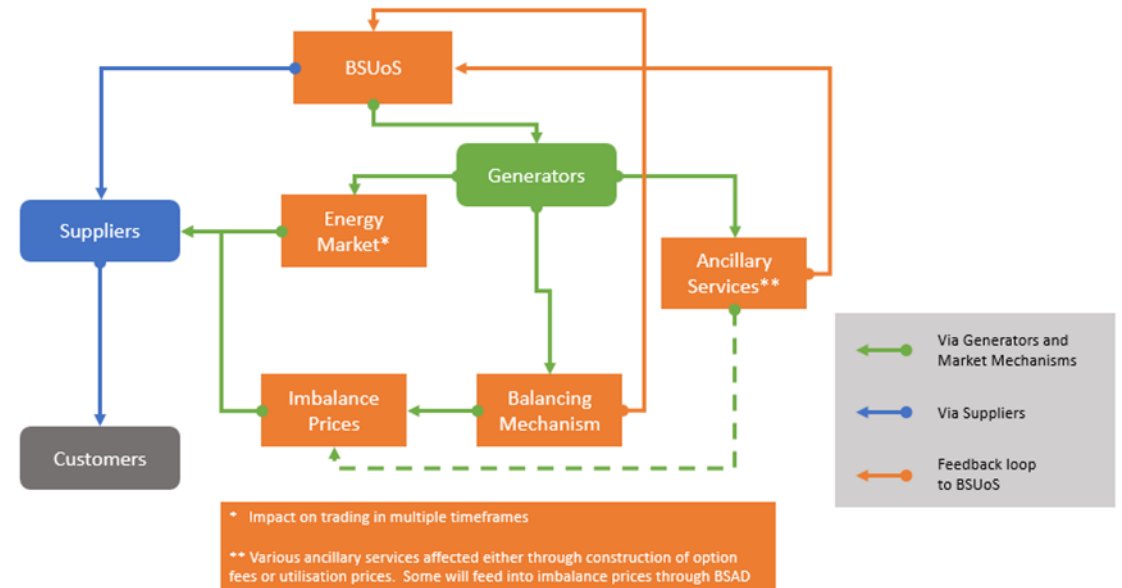 BSUoS
Generators
Suppliers
Energy
Market*
Ancillary
Services**
Imbalance
Prices
Balancing
Mechanism
Customers
Via Generators and
Market Mechanisms
Via Suppliers
Feedback loop
to BSUoS
* Impact on trading in multiple timeframes
** Various ancillary services affected either through construction of option
fees or utilisation prices. Some will feed into imbalance prices through BSAD